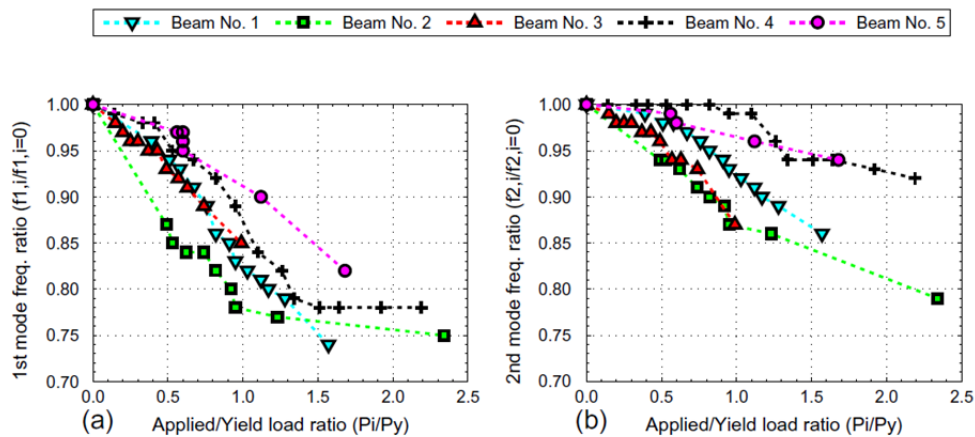 Beam No. 1 Beam No. 2 Beam No. 3 Beam No. 4 Beam No. 5
1st mode freq. ratio (f1,i/f1,i=0)
1.00
0.95
0.90
0.85
0.80
0.75
0.70
0.0 0.5 1.0 1.5 2.0 2.5
(a) Applied/Yield load ratio (Pi/Py)
2nd mode freq. ratio (f2,i/f2,i=0)
1.00
0.95
0.90
0.85
0.80
0.75
0.70
0.0 0.5 1.0 1.5 2.0 2.5
(b) Applied/Yield load ratio (Pi/Py)